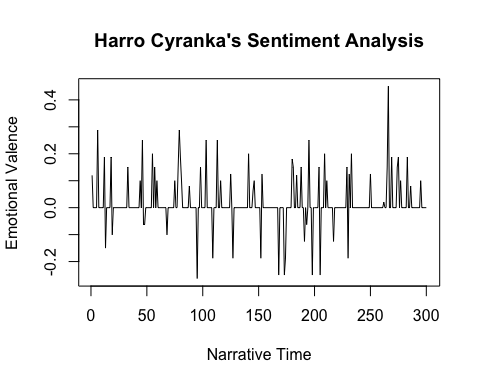 Harro Cyranka's Sentiment Analysis
Emotional Valence
0.4
0.2
0.0
-0.2
0 50 100 150 200 250 300
Narrative Time